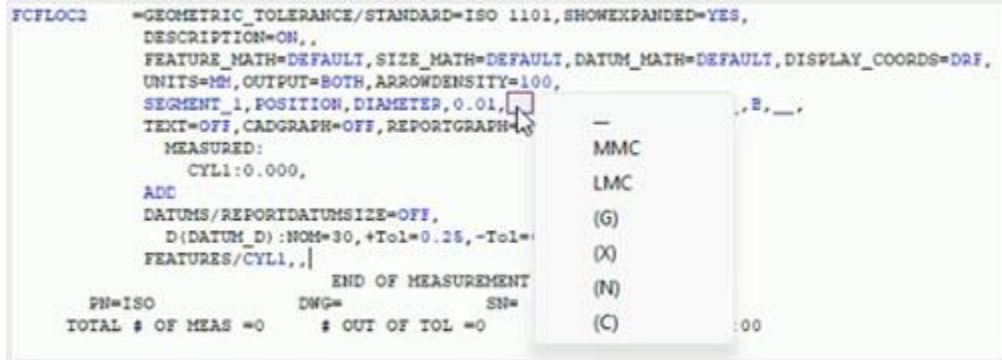 FCFLOC2 =GEOMETRIC_TOLERANCE/STANDARD=ISO 1101,SHOWEXPANDED=YES,
DESCRIPTION=ON,,
FEATURE_MATH=DEFAULT,SIZE_MATH=DEFAULT,DATUM_MATH=DEFAULT,DISPLAY_COORDS=DRF,
UNITS=MM,OUTPUT=BOTH,ARROWDENSITY=100,
SEGMENT_1,POSITION,DIAMETER,0.01,__ ,B,__,
TEXT=OFF,CADGRAPH=OFF,REPORTGRAPH=
MEASURED:
CYL1:0.000,
ADD
DATUMS/REPORTDATUMSIZE=OFF,
D(DATUM_D):NOM=30,+Tol=0.25,-Tol=
FEATURES/CYL1,,
END OF MEASUREMENT
PN=ISO DWG= SN=
TOTAL # OF MEAS =0 # OUT OF TOL =0 :00
__
MMC
LMC
(G)
(X)
(N)
(C)